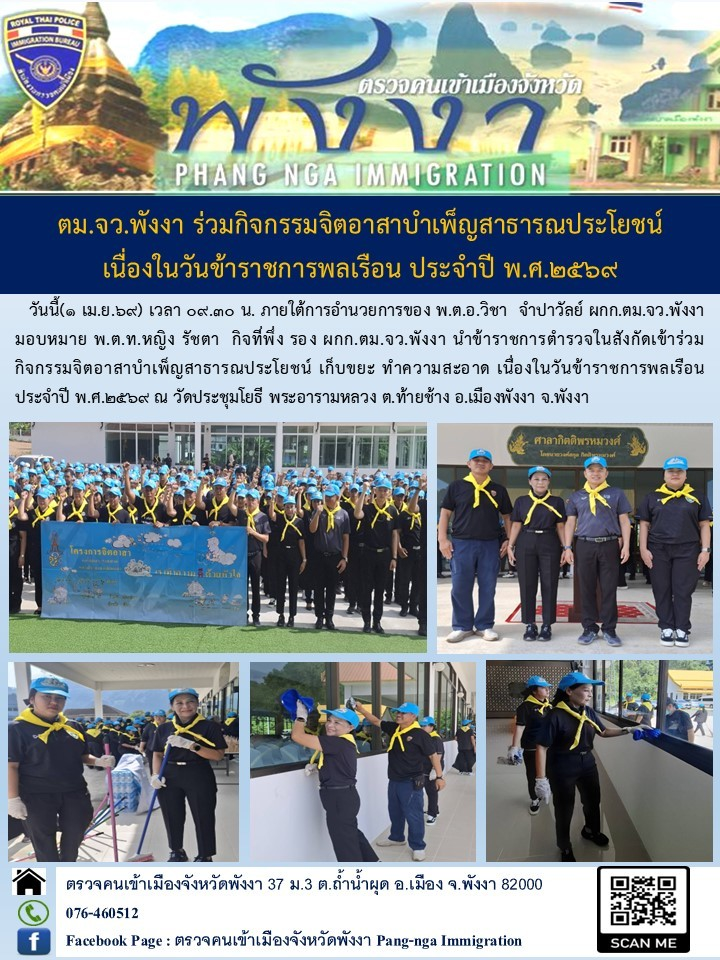 ROYAL THAI POLICE
IMMIGRATION BUREAU
ตรวจคนเข้าเมืองจังหวัด
พังงา
PHANG NGA IMMIGRATION
ตม.จว.พังงา ร่วมกิจกรรมจิตอาสาบำเพ็ญสาธารณประโยชน์
เนื่องในวันข้าราชการพลเรือน ประจำปี พ.ศ.๒๕๖๙
วันนี้(๑ เม.ย.๖๙) เวลา ๐๙.๓๐ น. ภายใต้การอำนวยการของ พ.ต.อ.วิชา จำปาวัลย์ ผกก.ตม.จว.พังงา
มอบหมาย พ.ต.ท.หญิง รัชตา กิจที่พึ่ง รอง ผกก.ตม.จว.พังงา นำข้าราชการตำรวจในสังกัดเข้าร่วม
กิจกรรมจิตอาสาบำเพ็ญสาธารณประโยชน์ เก็บขยะ ทำความสะอาด เนื่องในวันข้าราชการพลเรือน
ประจำปี พ.ศ.๒๕๖๙ ณ วัดประชุมโยธี พระอารามหลวง ต.ท้ายช้าง อ.เมืองพังงา จ.พังงา
โครงการจิตอาสา
ศาลากิตติพรหมวงศ์
ตรวจคนเข้าเมืองจังหวัดพังงา 37 ม.3 ต.ถ้ำน้ำผุด อ.เมือง จ.พังงา 82000
076-460512
Facebook Page : ตรวจคนเข้าเมืองจังหวัดพังงา Pang-nga Immigration
SCAN ME